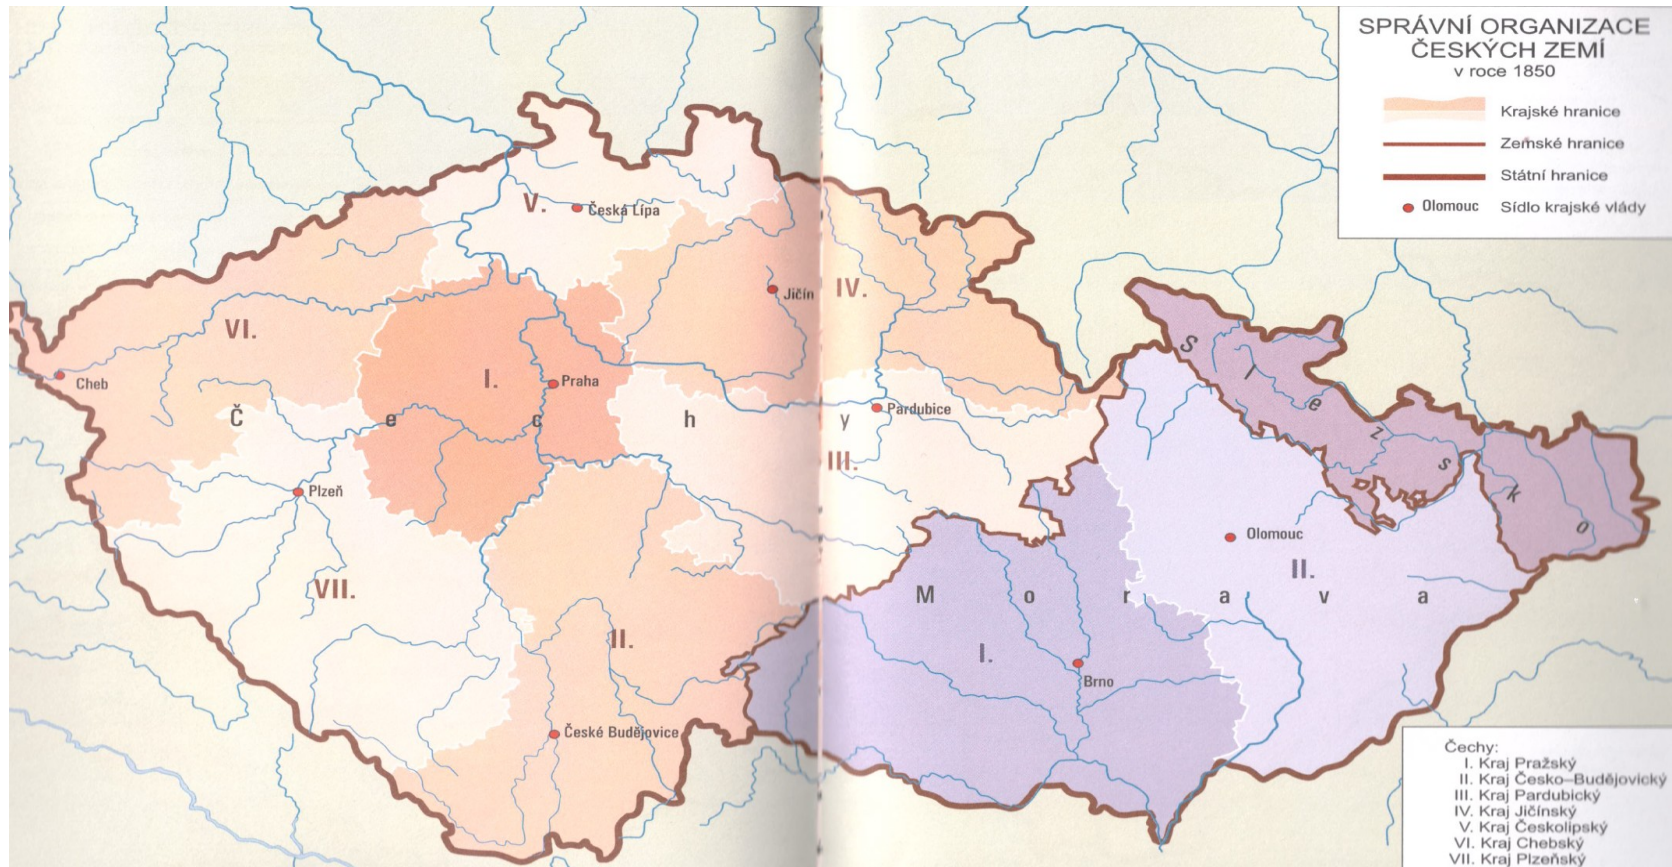 SPRÁVNÍ ORGANIZACE
ČESKÝCH ZEMÍ
v roce 1850
Krajské hranice
Zemské hranice
Státní hranice
Olomouc Sídlo krajské vlády
V.
Česká Lípa
Jičín
IV.
VI.
Cheb
I.
Praha
Pardubice
Č e c h y
S l e z s k o
III.
Plzeň
Olomouc
VII.
II.
M o r a v a
II.
I.
Brno
České Budějovice
Čechy:
I. Kraj Pražský
II. Kraj Česko–Budějovický
III. Kraj Pardubický
IV. Kraj Jičínský
V. Kraj Českolipský
VI. Kraj Chebský
VII. Kraj Plzeňský